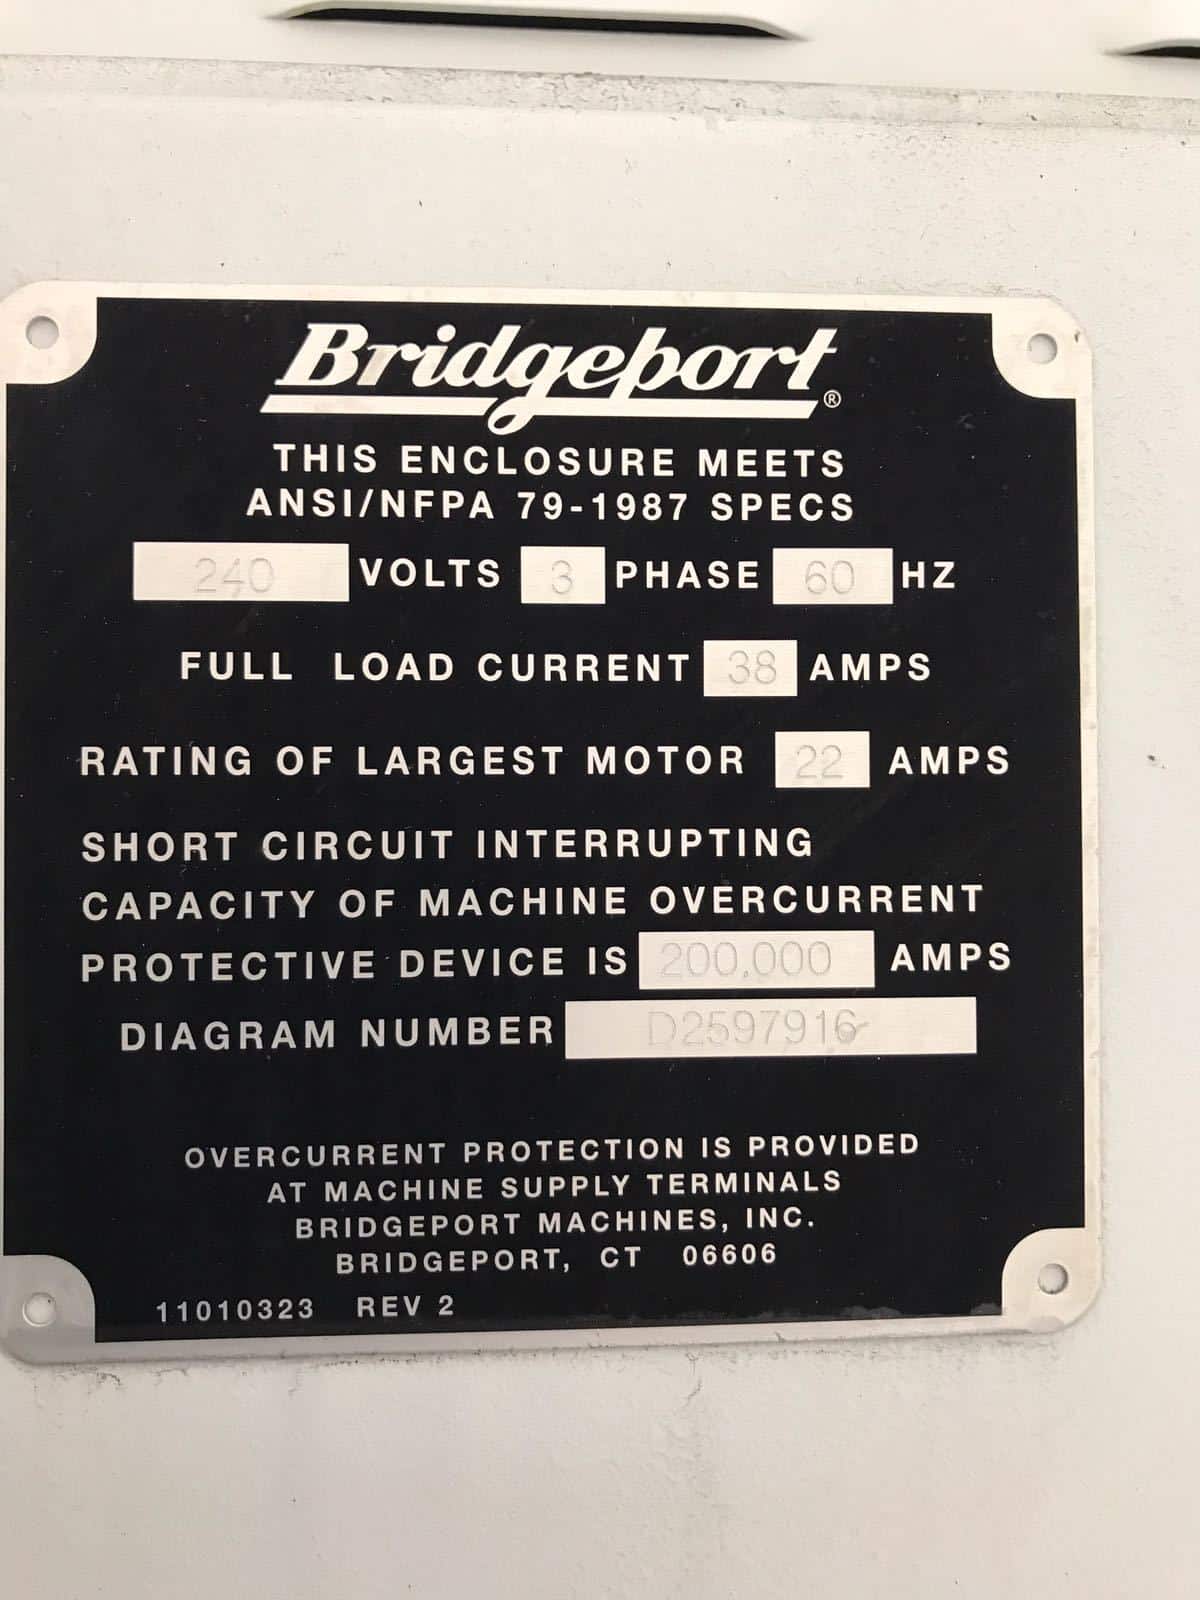 Bridgeport®
THIS ENCLOSURE MEETS
ANSI/NFPA 79-1987 SPECS
240 VOLTS 3 PHASE 60 HZ
FULL LOAD CURRENT 38 AMPS
RATING OF LARGEST MOTOR 22 AMPS
SHORT CIRCUIT INTERRUPTING
CAPACITY OF MACHINE OVERCURRENT
PROTECTIVE DEVICE IS 200,000 AMPS
DIAGRAM NUMBER D2597916
OVERCURRENT PROTECTION IS PROVIDED
AT MACHINE SUPPLY TERMINALS
BRIDGEPORT MACHINES, INC.
BRIDGEPORT, CT 06606
11010323 REV 2